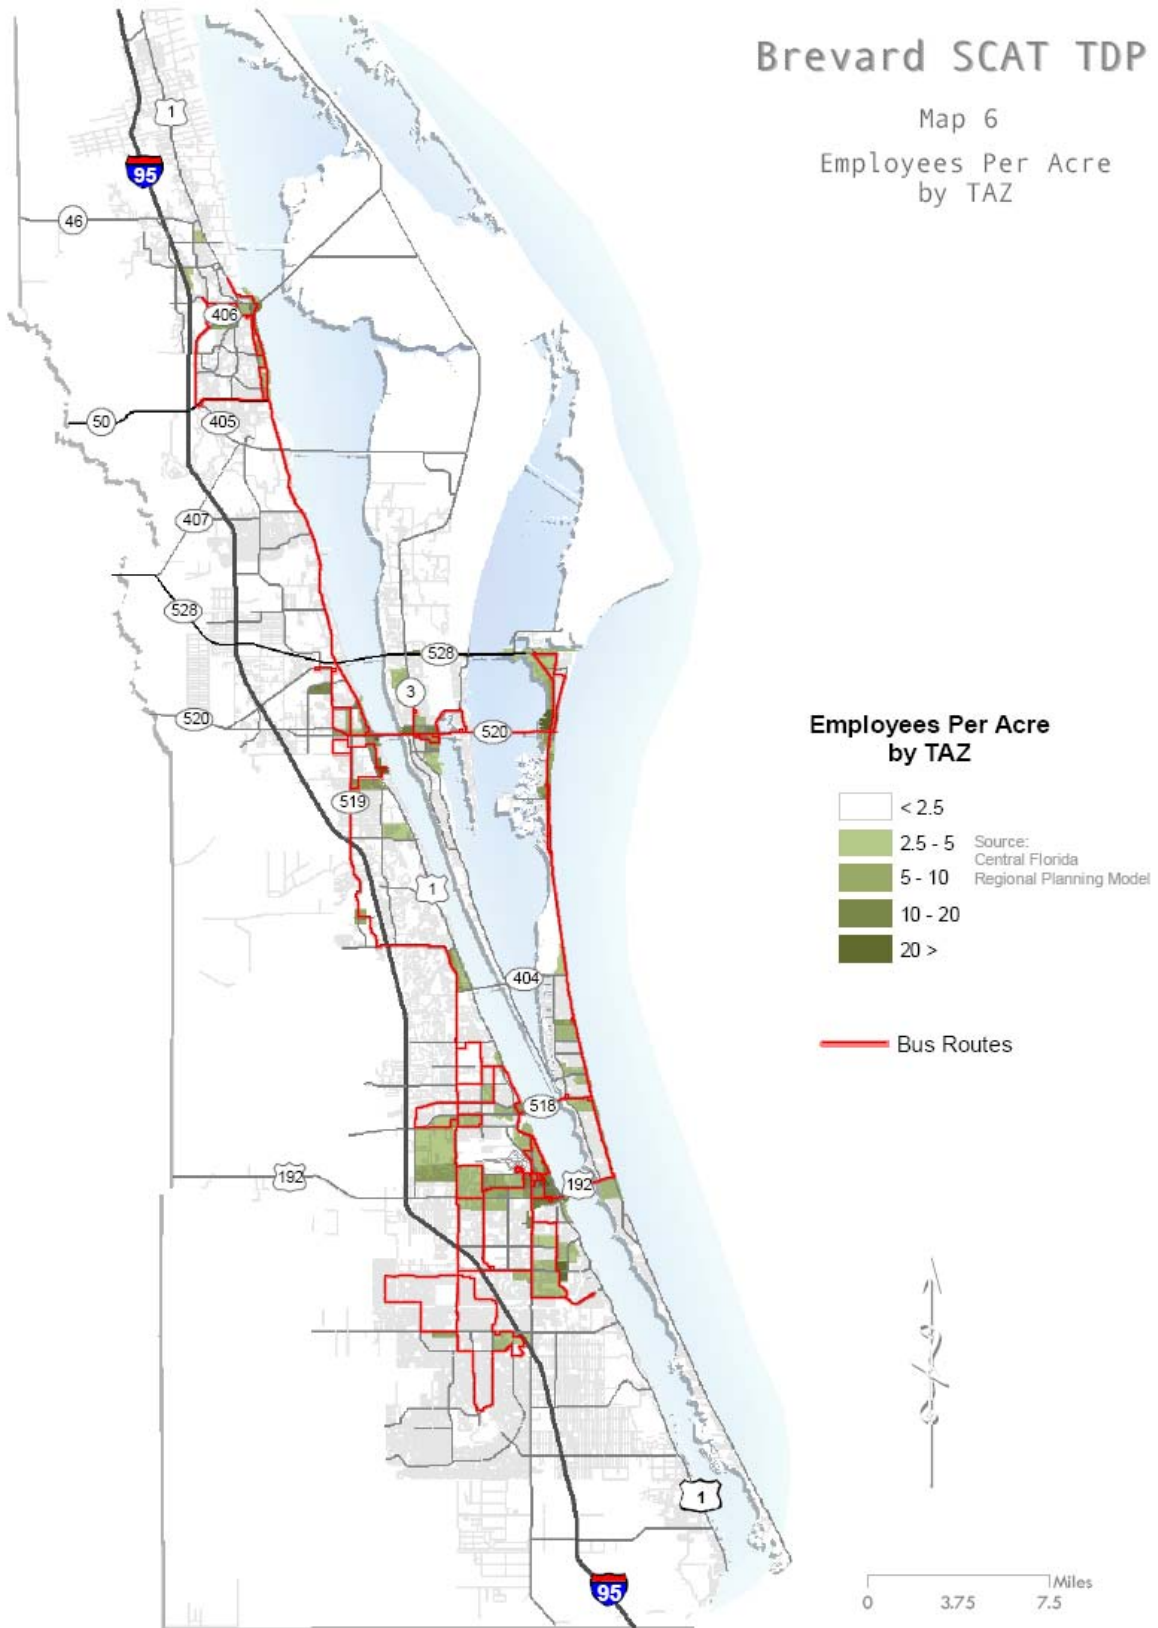 Brevard SCAT TDP
Map 6
Employees Per Acre
by TAZ
1
95
46
406
50
405
407
528
528
3
520
520
519
1
404
518
192
192
1
95
Employees Per Acre
by TAZ
< 2.5
2.5 - 5
5 - 10
10 - 20
20 >
Source:
Central Florida
Regional Planning Model
Bus Routes
Miles
0 3.75 7.5